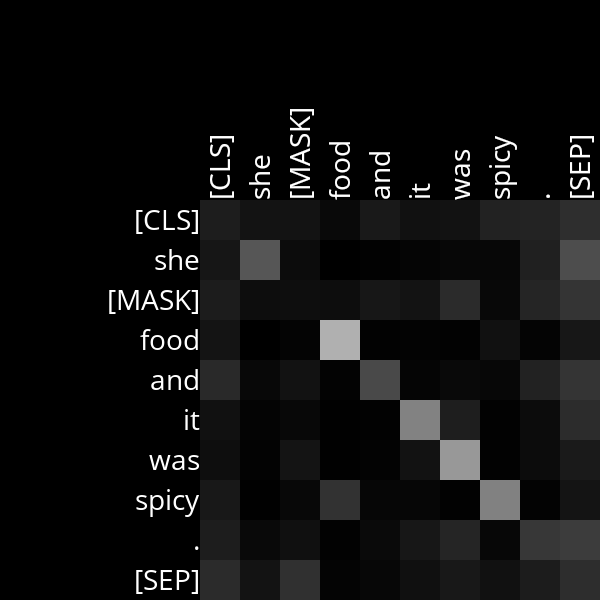 [CLS]
she
[MASK]
food
and
it
was
spicy
.
[SEP]
[CLS]
she
[MASK]
food
and
it
was
spicy
.
[SEP]